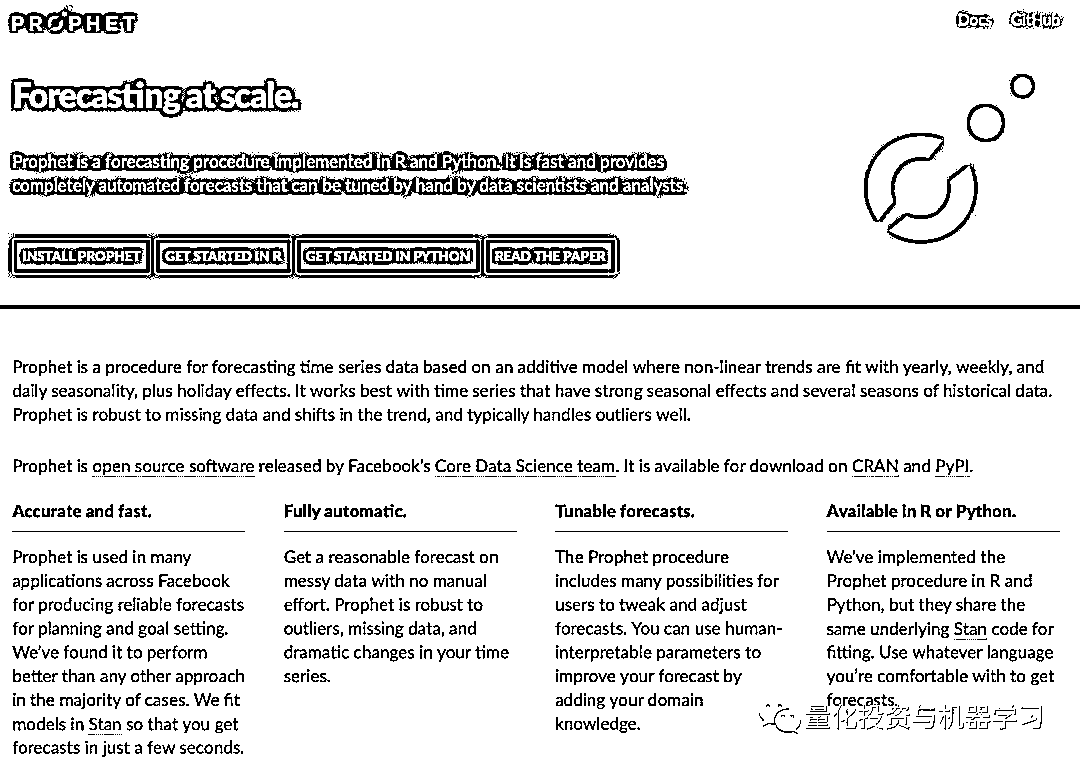 PROPHET
Docs GitHub
Forecasting at scale.
Prophet is a forecasting procedure implemented in R and Python. It is fast and provides
completely automated forecasts that can be tuned by hand by data scientists and analysts.
INSTALL PROPHET GET STARTED IN R GET STARTED IN PYTHON READ THE PAPER
Prophet is a procedure for forecasting time series data based on an additive model where non-linear trends are fit with yearly, weekly, and
daily seasonality, plus holiday effects. It works best with time series that have strong seasonal effects and several seasons of historical data.
Prophet is robust to missing data and shifts in the trend, and typically handles outliers well.
Prophet is open source software released by Facebook's Core Data Science team. It is available for download on CRAN and PyPI.
Accurate and fast.
Prophet is used in many
applications across Facebook
for producing reliable forecasts
for planning and goal setting.
We've found it to perform
better than any other approach
in the majority of cases. We fit
models in Stan so that you get
forecasts in just a few seconds.
Fully automatic.
Get a reasonable forecast on
messy data with no manual
effort. Prophet is robust to
outliers, missing data, and
dramatic changes in your time
series.
Tunable forecasts.
The Prophet procedure
includes many possibilities for
users to tweak and adjust
forecasts. You can use human-
interpretable parameters to
improve your forecast by
adding your domain
knowledge.
Available in R or Python.
We've implemented the
Prophet procedure in R and
Python, but they share the
same underlying Stan code for
fitting. Use whatever language
you're comfortable with to get
forecasts.
量化投资与机器学习